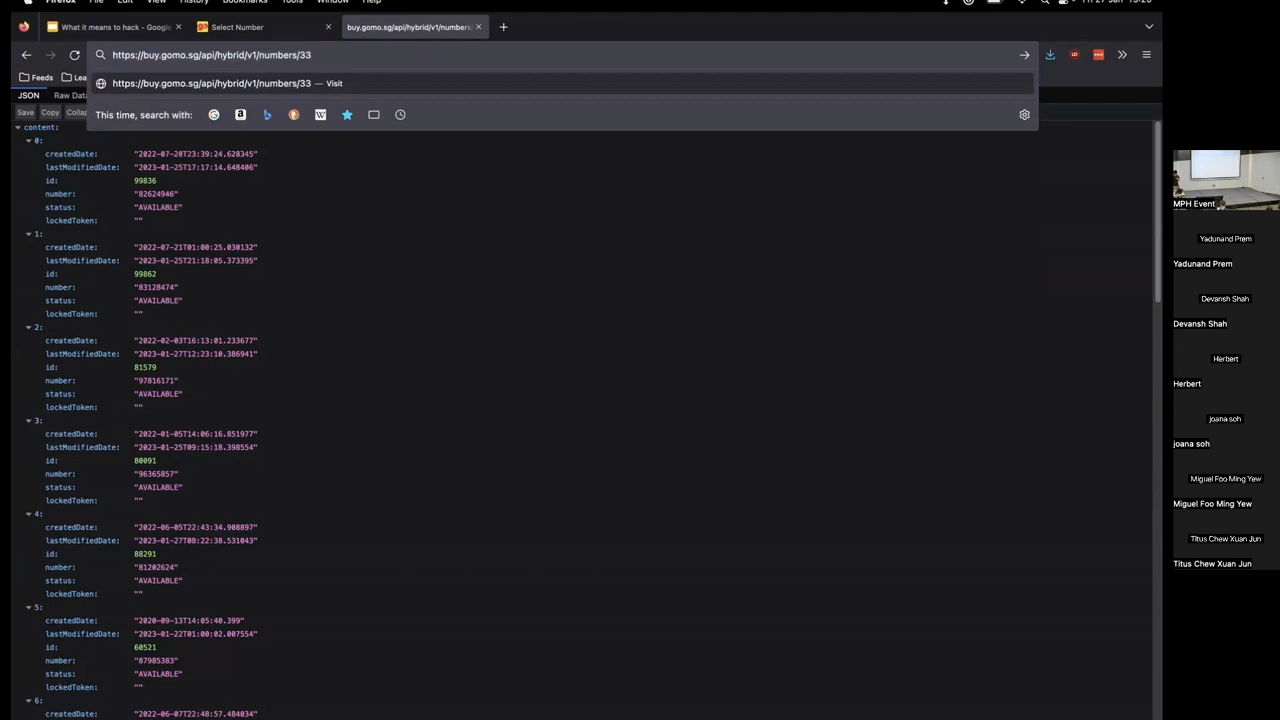 Firefox File Edit View History Bookmarks Tools Window Help
Fri 27 Jan 19:26
What it means to hack - Google
Select Number
buy.gomo.sg/api/hybrid/v1/numbers/
https://buy.gomo.sg/api/hybrid/v1/numbers/33
https://buy.gomo.sg/api/hybrid/v1/numbers/33 — Visit
Feeds
Lea
This time, search with:
JSON
Raw Data
Save
Copy
Collap
content:
0:
createdDate: "2022-07-20T23:39:24.628345"
lastModifiedDate: "2023-01-25T17:17:14.648406"
id: 99836
number: "82624946"
status: "AVAILABLE"
lockedToken: ""
1:
createdDate: "2022-07-21T01:00:25.030132"
lastModifiedDate: "2023-01-25T21:18:05.373395"
id: 99862
number: "83128474"
status: "AVAILABLE"
lockedToken: ""
2:
createdDate: "2022-02-03T16:13:01.233677"
lastModifiedDate: "2023-01-27T12:23:10.386941"
id: 81579
number: "97816171"
status: "AVAILABLE"
lockedToken: ""
3:
createdDate: "2022-01-05T14:06:16.851977"
lastModifiedDate: "2023-01-25T09:15:18.398554"
id: 80091
number: "96365857"
status: "AVAILABLE"
lockedToken: ""
4:
createdDate: "2022-06-05T22:43:34.908897"
lastModifiedDate: "2023-01-27T08:22:38.531043"
id: 88291
number: "81202624"
status: "AVAILABLE"
lockedToken: ""
5:
createdDate: "2020-09-13T14:05:40.399"
lastModifiedDate: "2023-01-22T01:00:02.007554"
id: 60521
number: "87985383"
status: "AVAILABLE"
lockedToken: ""
6:
createdDate: "2022-06-07T22:48:57.484034"
MPH Event
Yadunand Prem
Yadunand Prem
Devansh Shah
Devansh Shah
Herbert
Herbert
joana soh
joana soh
Miguel Foo Ming Yew
Miguel Foo Ming Yew
Titus Chew Xuan Jun
Titus Chew Xuan Jun